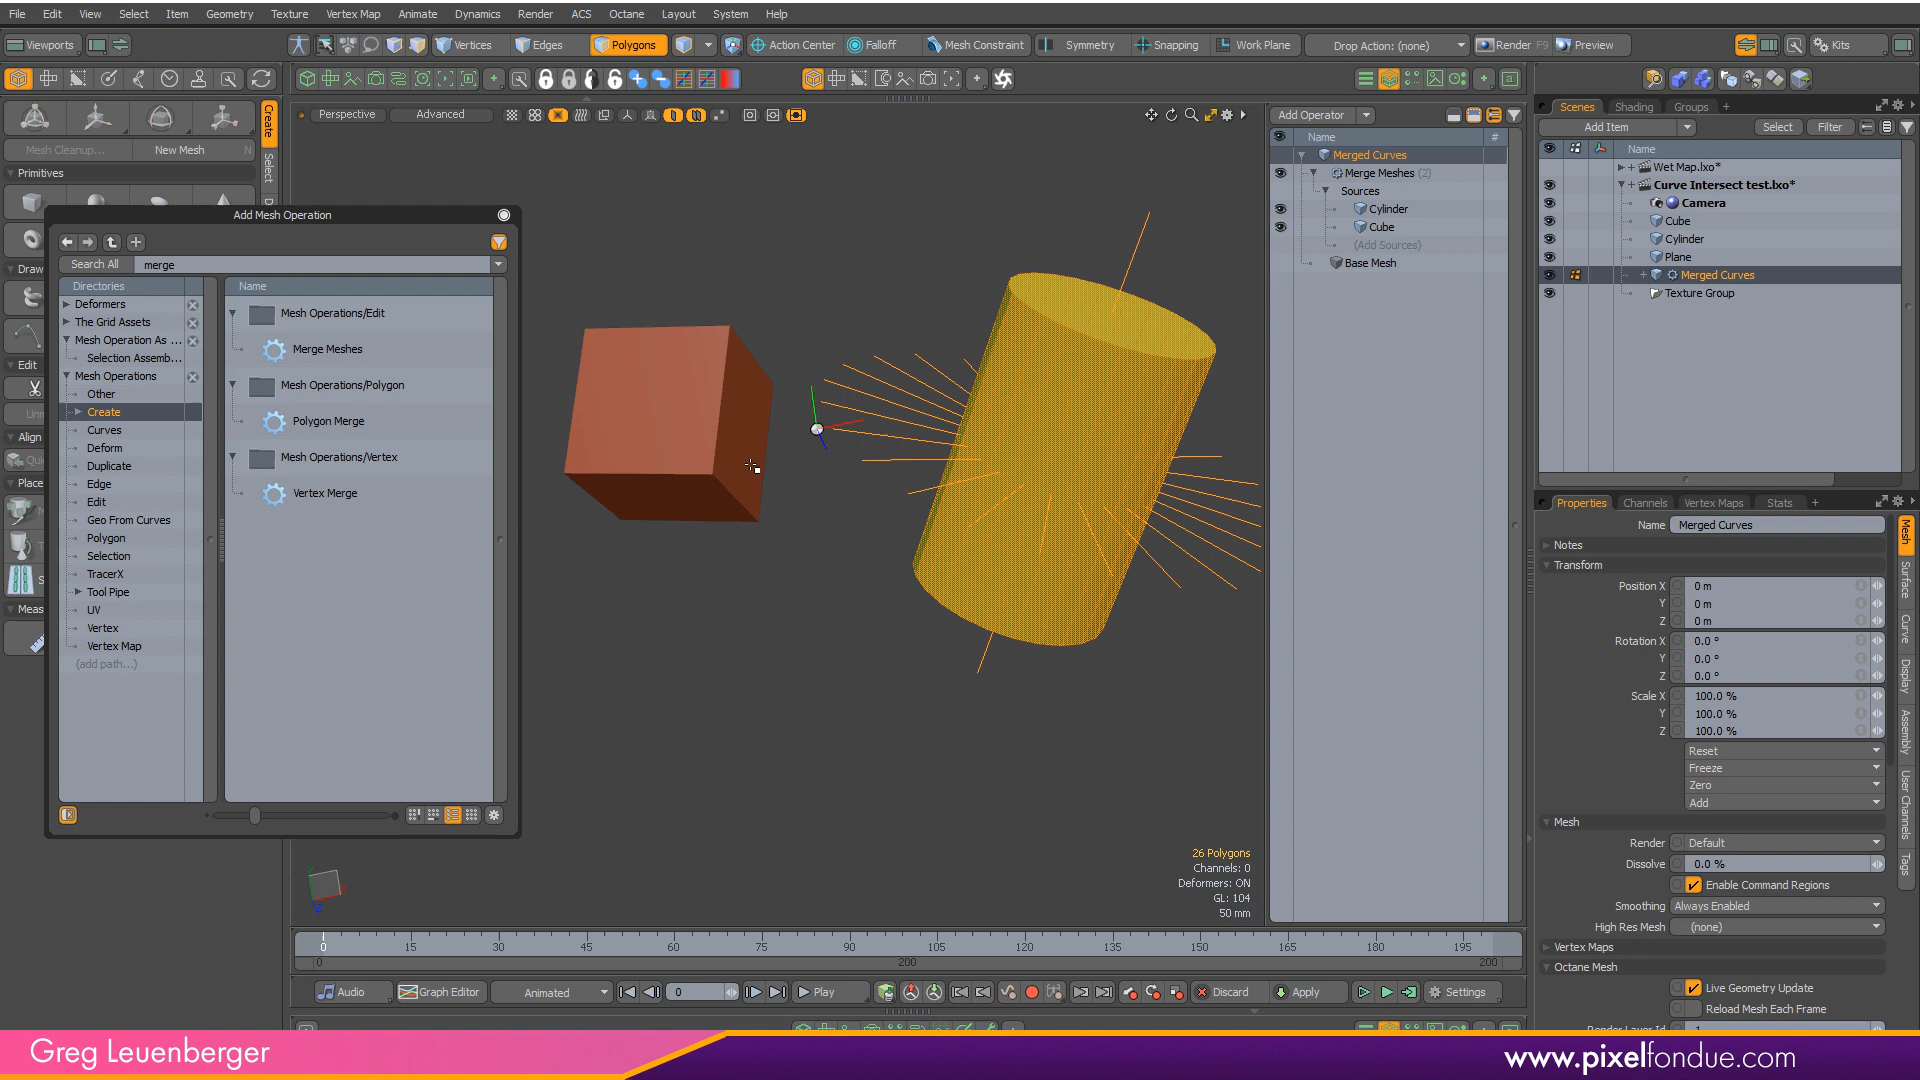 File Edit View Select Item Geometry Texture Vertex Map Animate Dynamics Render ACS Octane Layout System Help
Viewports Vertices Edges Polygons Action Center Falloff Mesh Constraint Symmetry Snapping Work Plane Drop Action: (none) Render F9 Preview Kits
Perspective Advanced
Create
Select
Mesh Cleanup... New Mesh N
Primitives
Draw
Edit
Align
Place
Meas
Add Mesh Operation
Search All merge
Directories
Deformers
The Grid Assets
Mesh Operation As ...
Selection Assemb...
Mesh Operations
Other
Create
Curves
Deform
Duplicate
Edge
Edit
Geo From Curves
Polygon
Selection
TracerX
Tool Pipe
UV
Vertex
Vertex Map
(add path...)
Name
Mesh Operations/Edit
Merge Meshes
Mesh Operations/Polygon
Polygon Merge
Mesh Operations/Vertex
Vertex Merge
26 Polygons
Channels: 0
Deformers: ON
GL: 104
50 mm
Add Operator
Name #
Merged Curves
Merge Meshes (2)
Sources
Cylinder
Cube
(Add Sources)
Base Mesh
Scenes Shading Groups +
Add Item Select Filter
Name
Wet Map.lxo*
Curve Intersect test.lxo*
Camera
Cube
Cylinder
Plane
Merged Curves
Texture Group
Properties Channels Vertex Maps Stats +
Name Merged Curves
Notes
Transform
Position X 0 m
Y 0 m
Z 0 m
Rotation X 0.0 °
Y 0.0 °
Z 0.0 °
Scale X 100.0 %
Y 100.0 %
Z 100.0 %
Reset
Freeze
Zero
Add
Mesh
Render Default
Dissolve 0.0 %
Enable Command Regions
Smoothing Always Enabled
High Res Mesh (none)
Vertex Maps
Octane Mesh
Live Geometry Update
Reload Mesh Each Frame
Mesh
Surface
Curve
Display
Assembly
User Channels
Tags
0 15 30 45 60 75 90 105 120 135 150 165 180 195
0 200 200
Audio Graph Editor Animated 0 Play Discard Apply Settings
Greg Leuenberger
www.pixelfondue.com